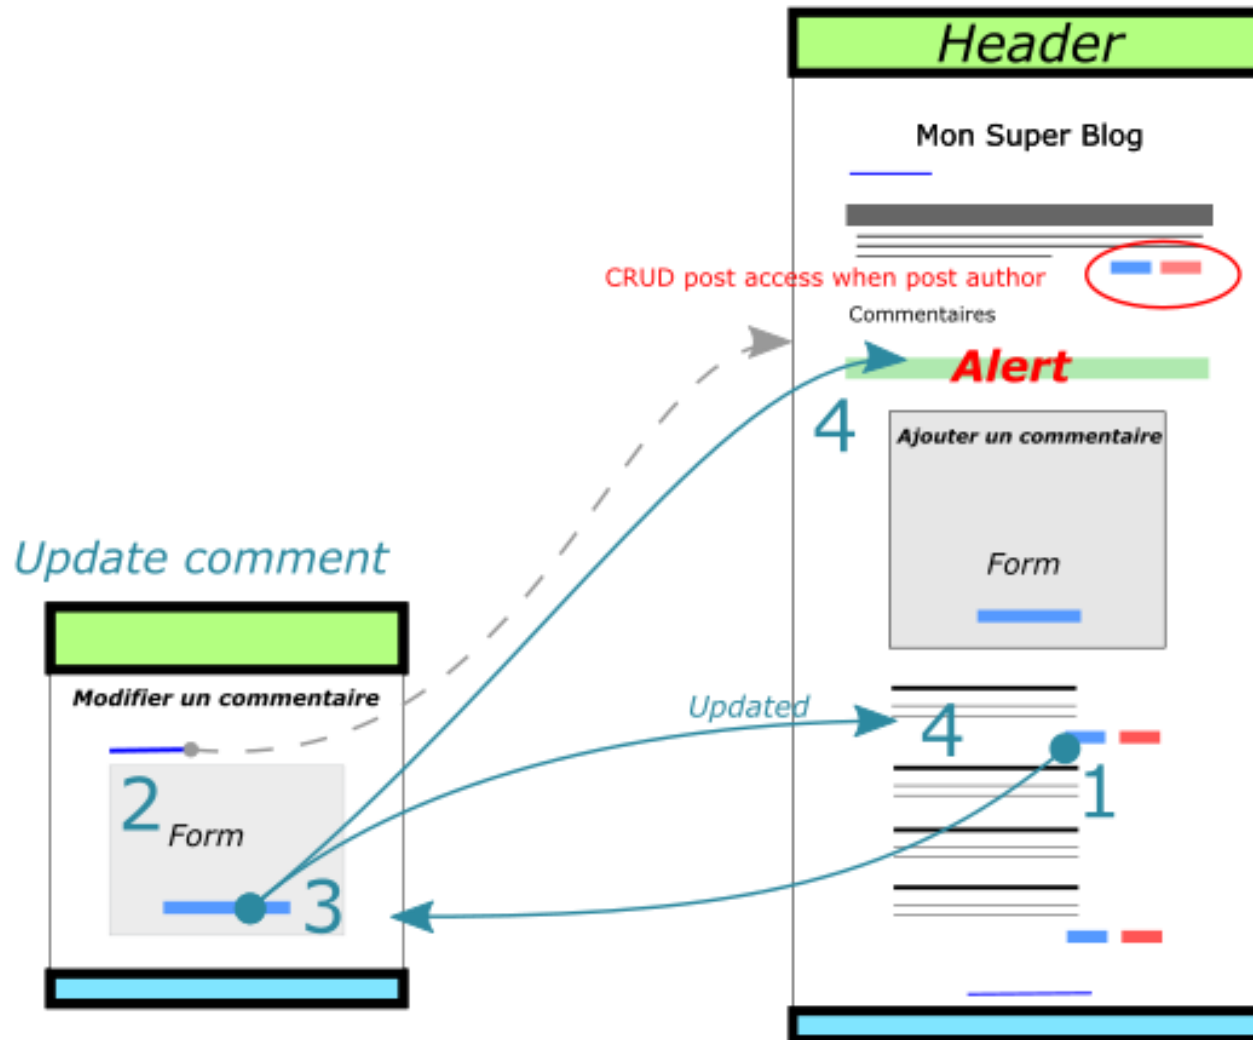 Header
Mon Super Blog
CRUD post access when post author
Commentaires
Alert
4
Ajouter un commentaire
Form
Update comment
Modifier un commentaire
Updated
4
1
2
Form
3